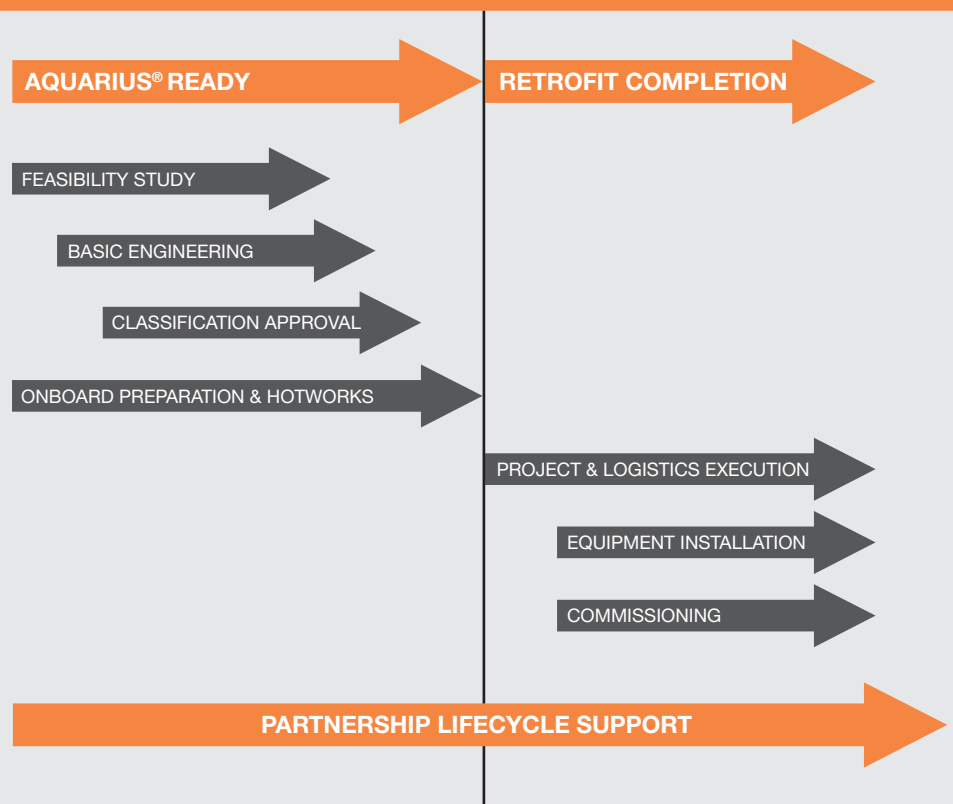 AQUARIUS® READY
RETROFIT COMPLETION
FEASIBILITY STUDY
BASIC ENGINEERING
CLASSIFICATION APPROVAL
ONBOARD PREPARATION & HOTWORKS
PROJECT & LOGISTICS EXECUTION
EQUIPMENT INSTALLATION
COMMISSIONING
PARTNERSHIP LIFECYCLE SUPPORT